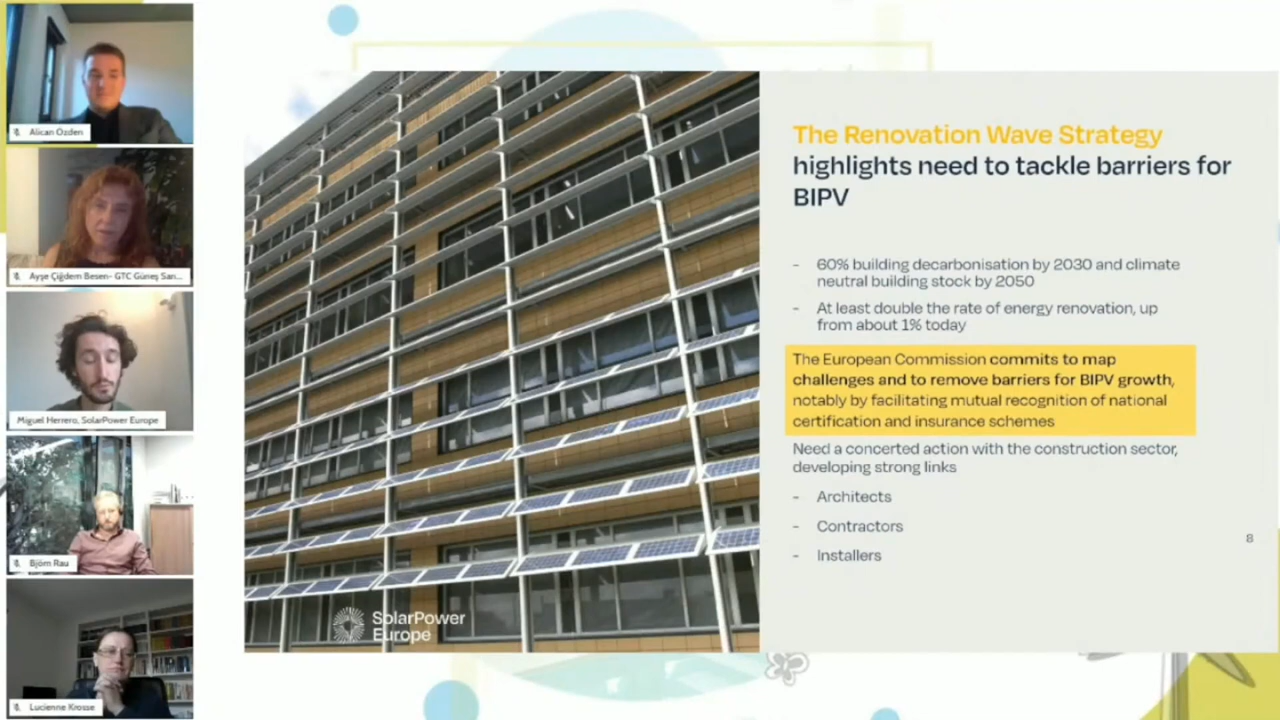 Alican Özden
Ayşe Çiğdem Besen- GTC Güneş San...
Miguel Herrero, SolarPower Europe
Björn Rau
Lucienne Krosse
SolarPower
Europe
The Renovation Wave Strategy
highlights need to tackle barriers for
BIPV
- 60% building decarbonisation by 2030 and climate
neutral building stock by 2050
- At least double the rate of energy renovation, up
from about 1% today
The European Commission commits to map
challenges and to remove barriers for BIPV growth,
notably by facilitating mutual recognition of national
certification and insurance schemes
Need a concerted action with the construction sector,
developing strong links
- Architects
- Contractors
- Installers
8